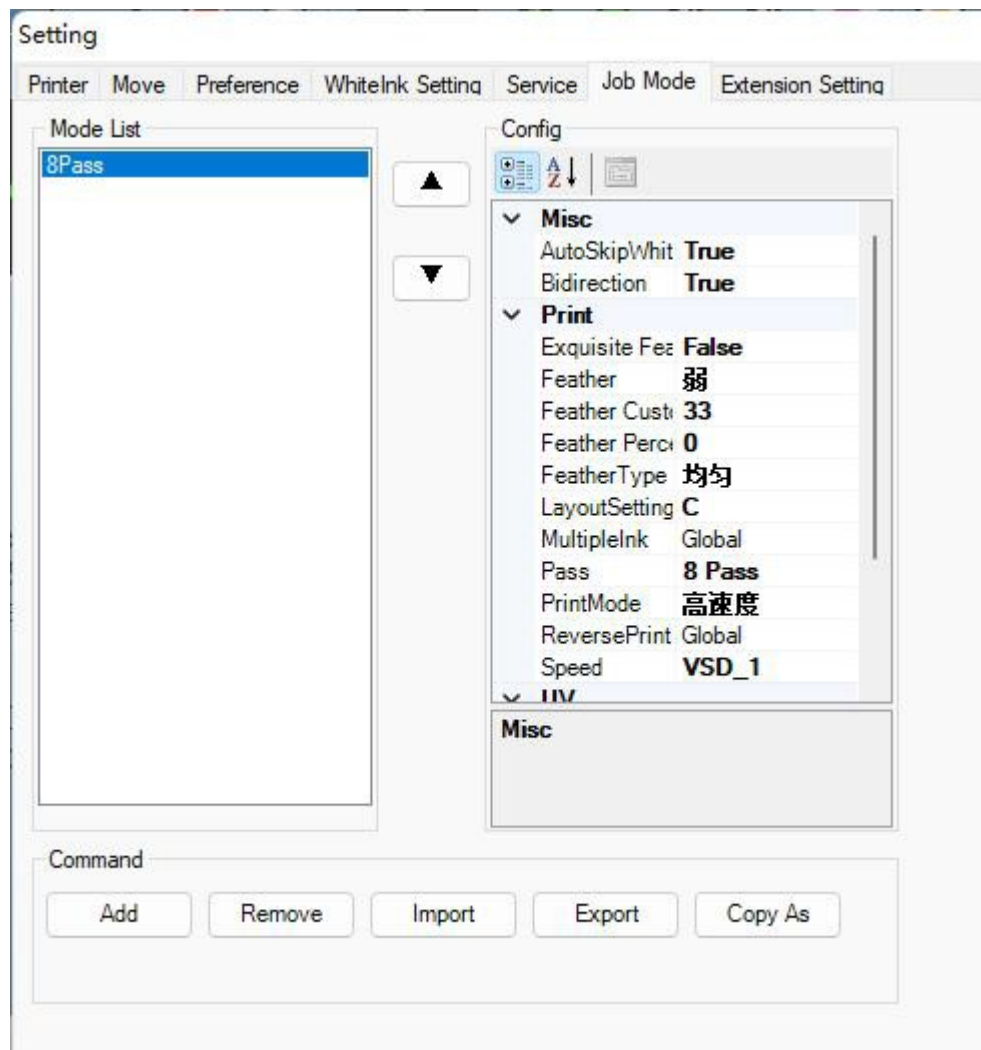 Setting
Printer Move Preference WhiteInk Setting Service Job Mode Extension Setting
Mode List
8Pass
Config
Misc
AutoSkipWhit True
Bidirection True
Print
Exquisite Fea False
Feather 弱
Feather Custo 33
Feather Perce 0
FeatherType 均匀
LayoutSetting C
MultipleInk Global
Pass 8 Pass
PrintMode 高速度
ReversePrint Global
Speed VSD_1
UV
Misc
Command
Add Remove Import Export Copy As